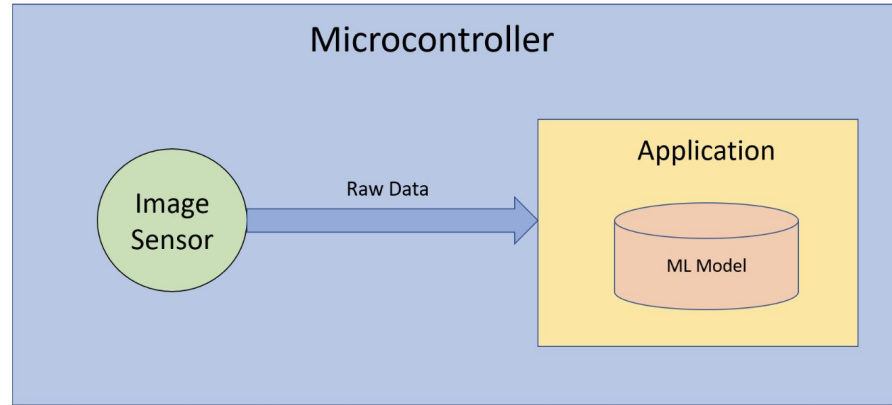 Microcontroller
Application
Raw Data
Image
Sensor
ML Model